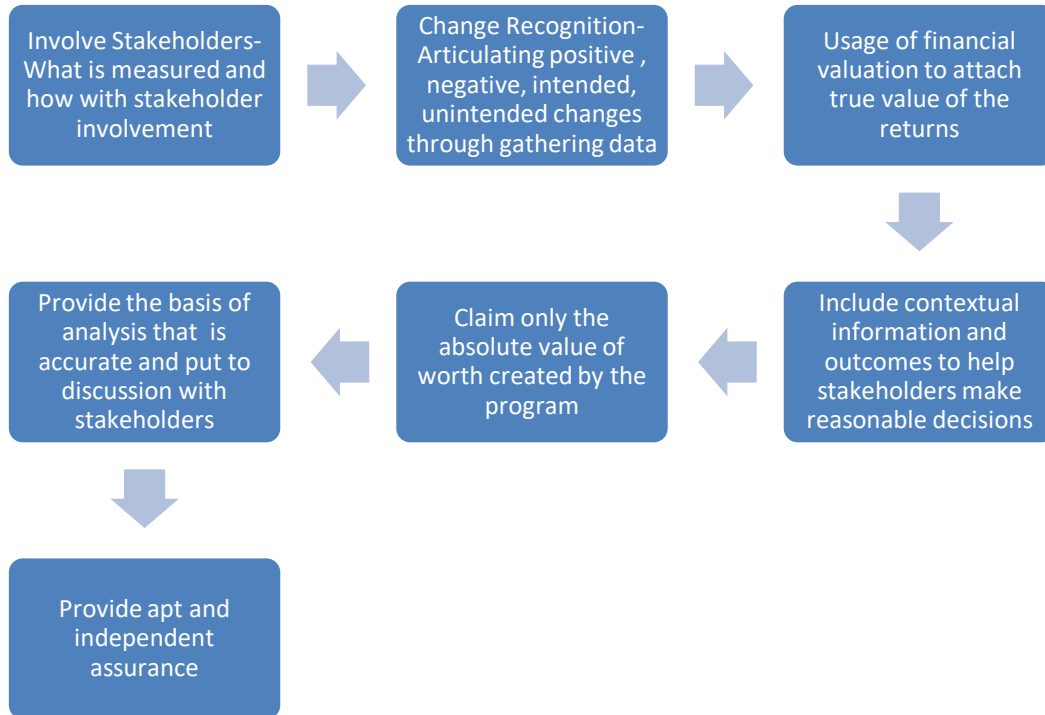 Involve Stakeholders-
What is measured and
how with stakeholder
involvement
Change Recognition-
Articulating positive ,
negative, intended,
unintended changes
through gathering data
Usage of financial
valuation to attach
true value of the
returns
Include contextual
information and
outcomes to help
stakeholders make
reasonable decisions
Claim only the
absolute value of
worth created by the
program
Provide the basis of
analysis that is
accurate and put to
discussion with
stakeholders
Provide apt and
independent
assurance